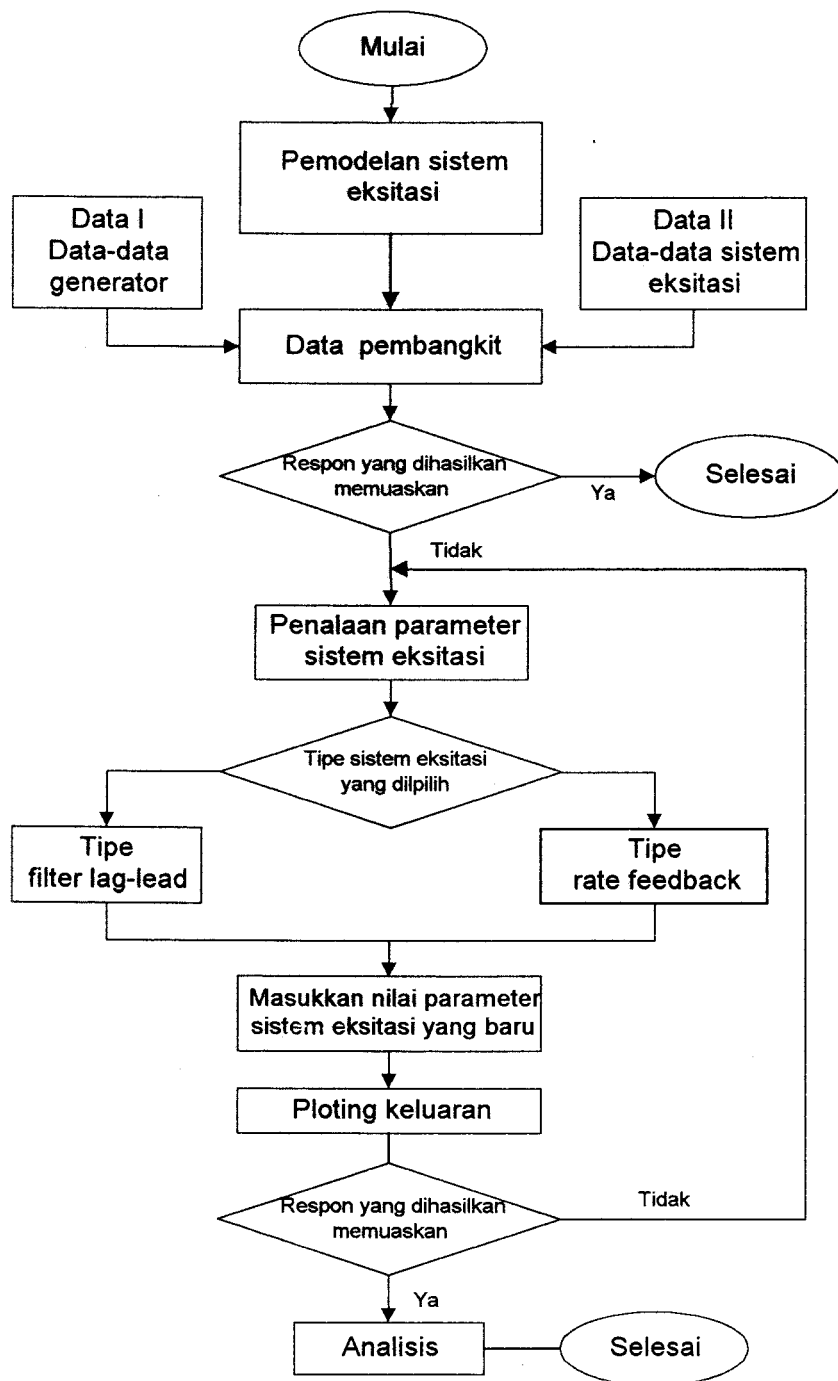 Mulai
Pemodelan sistem
eksitasi
Data I
Data-data
generator
Data II
Data-data sistem
eksitasi
Data pembangkit
Respon yang dihasilkan
memuaskan
Ya
Selesai
Tidak
Penalaan parameter
sistem eksitasi
Tipe sistem eksitasi
yang dilpilih
Tipe
filter lag-lead
Tipe
rate feedback
Masukkan nilai parameter
sistem eksitasi yang baru
Ploting keluaran
Respon yang dihasilkan
memuaskan
Tidak
Ya
Analisis
Selesai